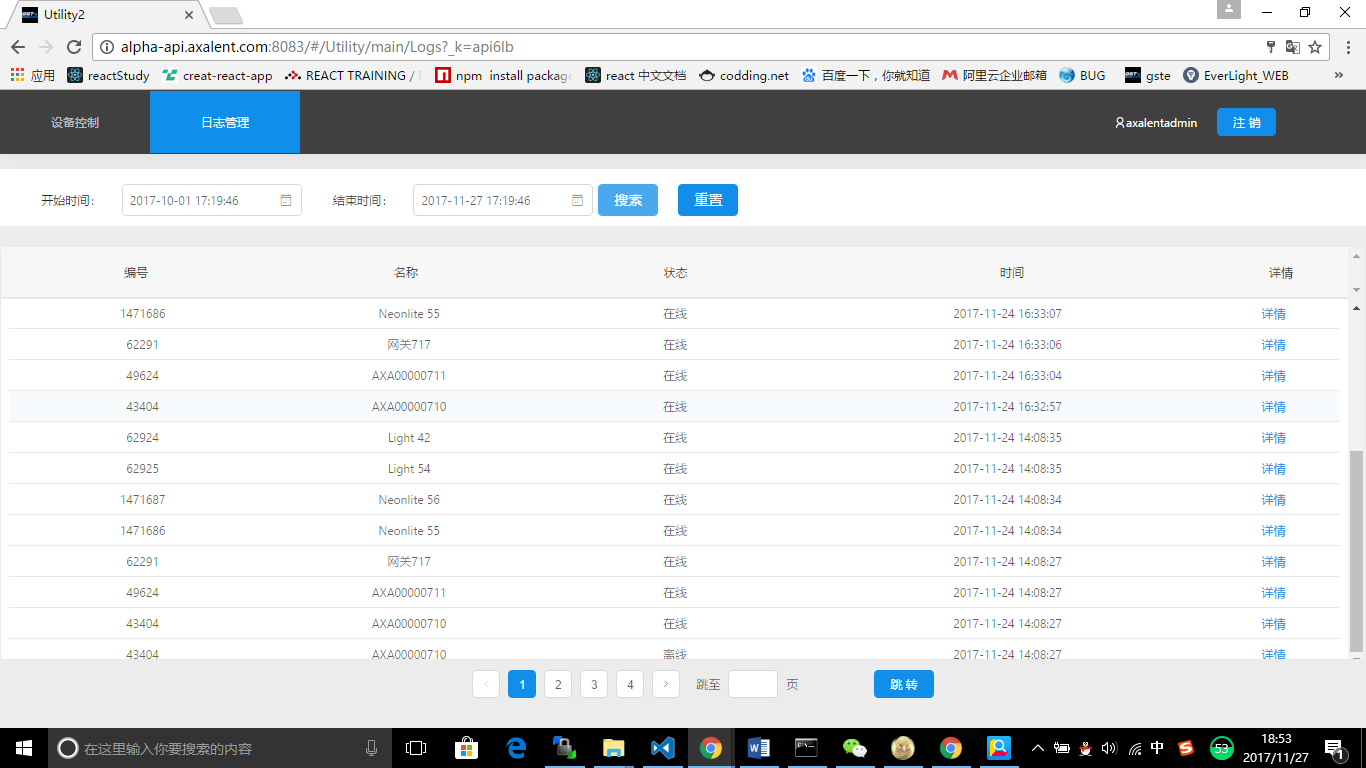 Utility2
alpha-api.axalent.com:8083/#/Utility/main/Logs?_k=api6lb
应用 reactStudy creat-react-app REACT TRAINING / npm install package react 中文文档 codding.net 百度一下，你就知道 阿里云企业邮箱 BUG gste EverLight_WEB »
设备控制 日志管理 axalentadmin 注 销
开始时间： 2017-10-01 17:19:46 结束时间： 2017-11-27 17:19:46 搜索 重置
编号 名称 状态 时间 详情
1471686 Neonlite 55 在线 2017-11-24 16:33:07 详情
62291 网关717 在线 2017-11-24 16:33:06 详情
49624 AXA00000711 在线 2017-11-24 16:33:04 详情
43404 AXA00000710 在线 2017-11-24 16:32:57 详情
62924 Light 42 在线 2017-11-24 14:08:35 详情
62925 Light 54 在线 2017-11-24 14:08:35 详情
1471687 Neonlite 56 在线 2017-11-24 14:08:34 详情
1471686 Neonlite 55 在线 2017-11-24 14:08:34 详情
62291 网关717 在线 2017-11-24 14:08:27 详情
49624 AXA00000711 在线 2017-11-24 14:08:27 详情
43404 AXA00000710 在线 2017-11-24 14:08:27 详情
43404 AXA00000710 离线 2017-11-24 14:08:27 详情
< 1 2 3 4 > 跳至 页 跳 转
在这里输入你要搜索的内容 中 53 18:53
2017/11/27 1